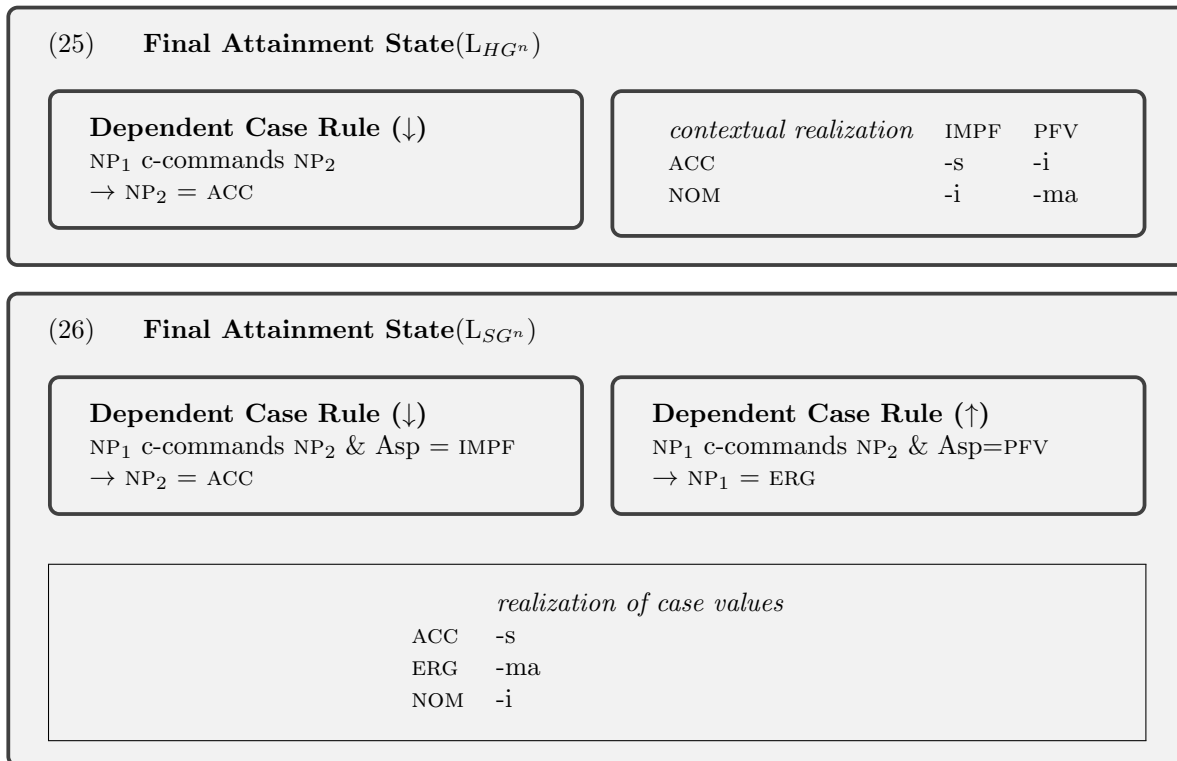 (25) Final Attainment State(L_{HG^n})
Dependent Case Rule (↓)
NP₁ c-commands NP₂
→ NP₂ = ACC
contextual realization IMPF PFV
ACC -s -i
NOM -i -ma
(26) Final Attainment State(L_{SG^n})
Dependent Case Rule (↓)
NP₁ c-commands NP₂ & Asp = IMPF
→ NP₂ = ACC
Dependent Case Rule (↑)
NP₁ c-commands NP₂ & Asp=PFV
→ NP₁ = ERG
realization of case values
ACC -s
ERG -ma
NOM -i